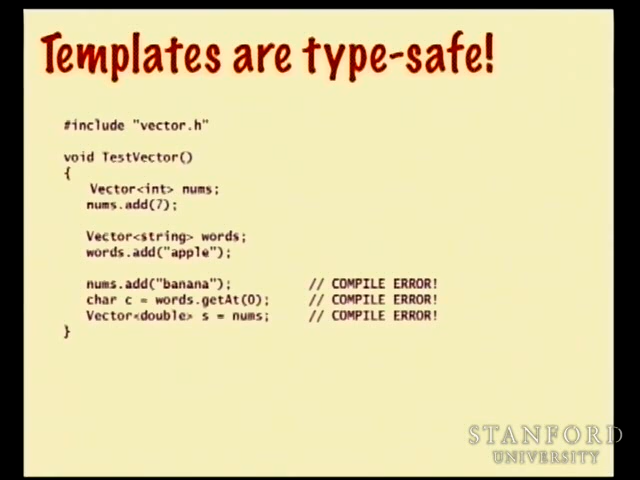 Templates are type-safe!
#include "vector.h"
void TestVector()
{
Vector<int> nums;
nums.add(7);
Vector<string> words;
words.add("apple");
nums.add("banana"); // COMPILE ERROR!
char c = words.getAt(0); // COMPILE ERROR!
Vector<double> s = nums; // COMPILE ERROR!
}
STANFORD
UNIVERSITY